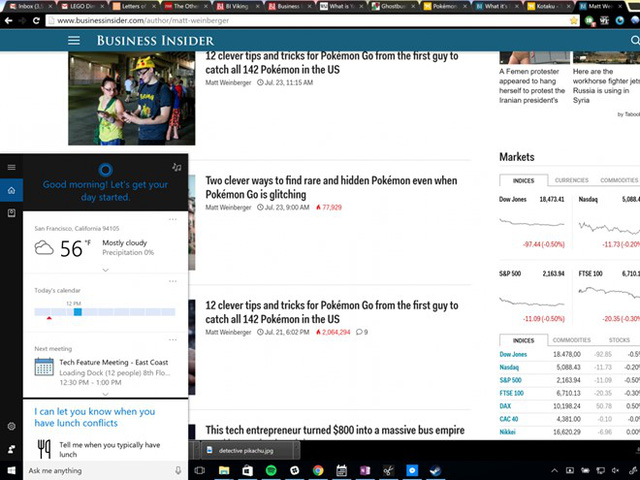 Inbox (3,
LEGO Dim
Letters of
The Othe
BI Viking
Business
What is Y
Ghostbus
Pokémon
What it's
Kotaku -
Matt Wein
www.businessinsider.com/author/matt-weinberger
BUSINESS INSIDER
12 clever tips and tricks for Pokémon Go from the first guy to
catch all 142 Pokémon in the US
Matt Weinberger Jul. 23, 11:15 AM
A Femen protester
appeared to hang
herself to protest the
Iranian president's
Here are the
workhorse fighter jets
Russia is using in
Syria
by Taboo
Good morning! Let's get your
day started.
San Francisco, California 94105
56 °F
Mostly cloudy
Precipitation 0%
Today's calendar
12 PM
Next meeting
Tech Feature Meeting - East Coast
Loading Dock (12 people) 8th Flo...
12:30 PM - 1:00 PM
I can let you know when you
have lunch conflicts
Tell me when you typically have
lunch
Ask me anything
Two clever ways to find rare and hidden Pokémon even when
Pokémon Go is glitching
Matt Weinberger Jul. 23, 9:00 AM 77,929
12 clever tips and tricks for Pokémon Go from the first guy to
catch all 142 Pokémon in the US
Matt Weinberger Jul. 21, 6:02 PM 2,064,294 9
This tech entrepreneur turned $800 into a massive bus empire
detective pikachu.jpg
Markets
INDICES CURRENCIES COMMODITIES
Dow Jones 18,473.41
-97.44 (-0.50%)
Nasdaq 5,088.4
-11.73 (-0.20
S&P 500 2,163.94
-11.09 (-0.50%)
FTSE 100 6,710.1
-20.35 (-0.30
INDICES COMMODITIES STOCKS
Dow Jones 18,478.00 -92.85 -0.5
Nasdaq 5,088.43 -11.73 -0.20
S&P 500 2,163.94 -11.09 -0.50
FTSE 100 6,710.13 -20.35 -0.30
DAX 10,198.24 50.78 0.50
CAC 40 4,381.00 -0.10 -0.0
Nikkei 16,620.29 -6.96 0.00